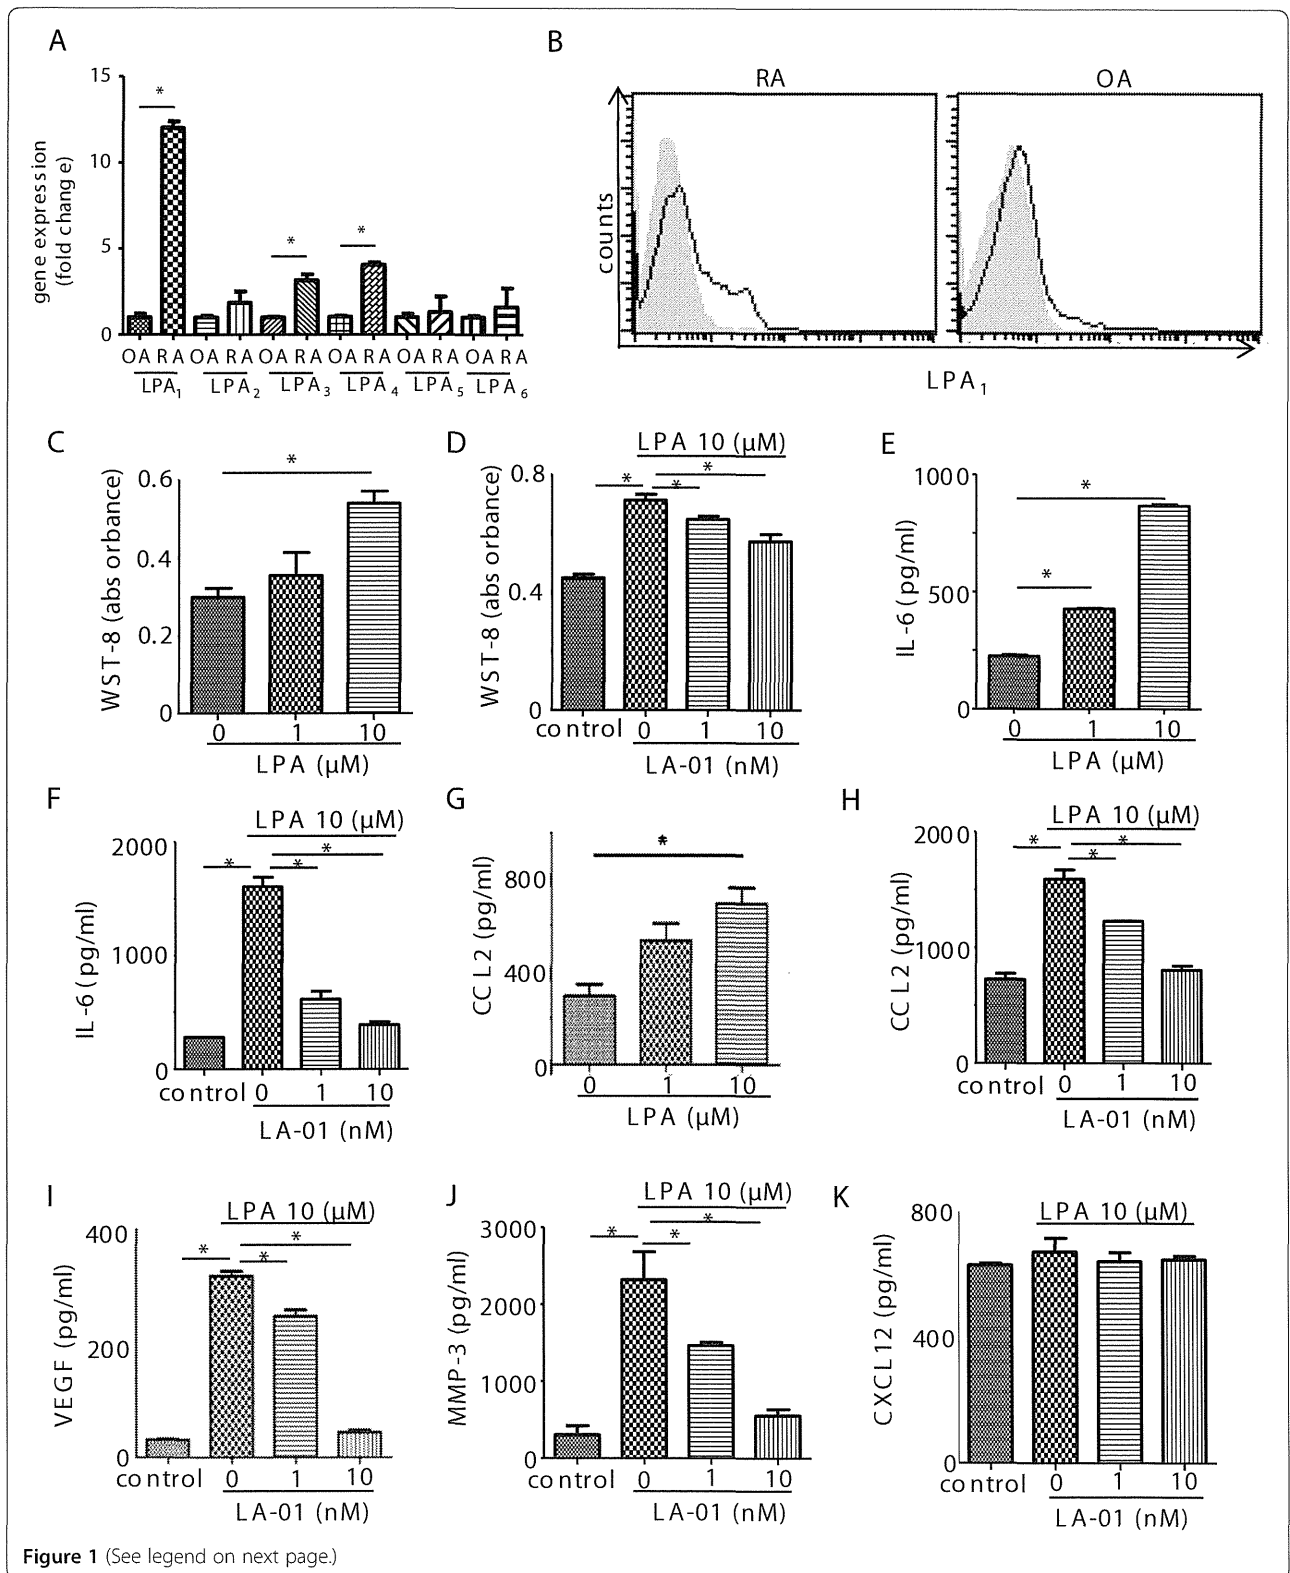 A
15
10
5
0
gene expression
(fold change)
*
*
*
OA RA OA RA OA RA OA RA OA RA OA RA
LPA1 LPA2 LPA3 LPA4 LPA5 LPA6
B
RA
OA
counts
LPA1
C
0.6
0.4
0.2
0
WST-8 (absorbance)
*
0 1 10
LPA (μM)
D
LPA 10 (μM)
0.8
0.4
0
WST-8 (absorbance)
* * *
control 0 1 10
LA-01 (nM)
E
1000
500
0
IL-6 (pg/ml)
*
*
0 1 10
LPA (μM)
F
LPA 10 (μM)
2000
1000
0
IL-6 (pg/ml)
* * *
control 0 1 10
LA-01 (nM)
G
800
400
0
CCL2 (pg/ml)
*
0 1 10
LPA (μM)
H
LPA 10 (μM)
2000
1000
0
CCL2 (pg/ml)
* * *
control 0 1 10
LA-01 (nM)
I
LPA 10 (μM)
400
200
0
VEGF (pg/ml)
* * *
control 0 1 10
LA-01 (nM)
J
LPA 10 (μM)
3000
2000
1000
0
MMP-3 (pg/ml)
* * *
control 0 1 10
LA-01 (nM)
K
LPA 10 (μM)
800
400
0
CXCL12 (pg/ml)
control 0 1 10
LA-01 (nM)
Figure 1 (See legend on next page.)